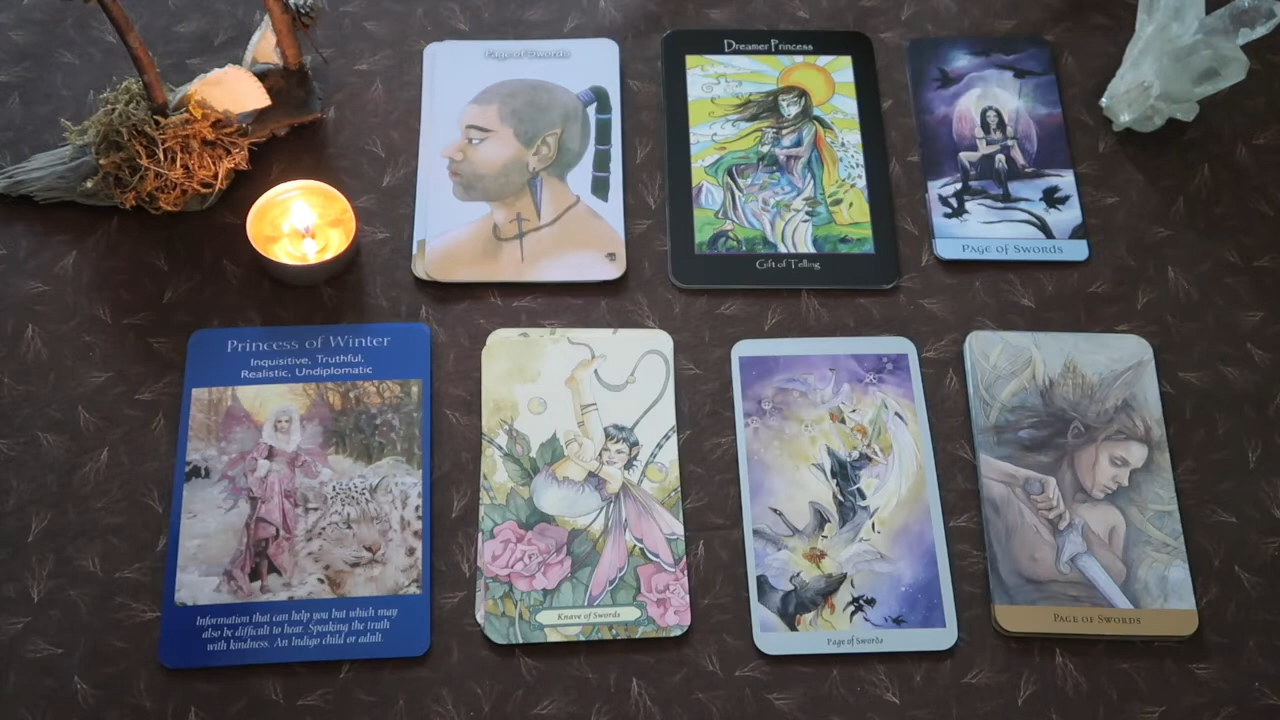 Page of Swords
Dreamer Princess
Gift of Telling
Page of Swords
Princess of Winter
Inquisitive, Truthful,
Realistic, Undiplomatic
Information that can help you but which may
also be difficult to hear. Speaking the truth
with kindness. An Indigo child or adult.
Knave of Swords
Page of Swords
Page of Swords